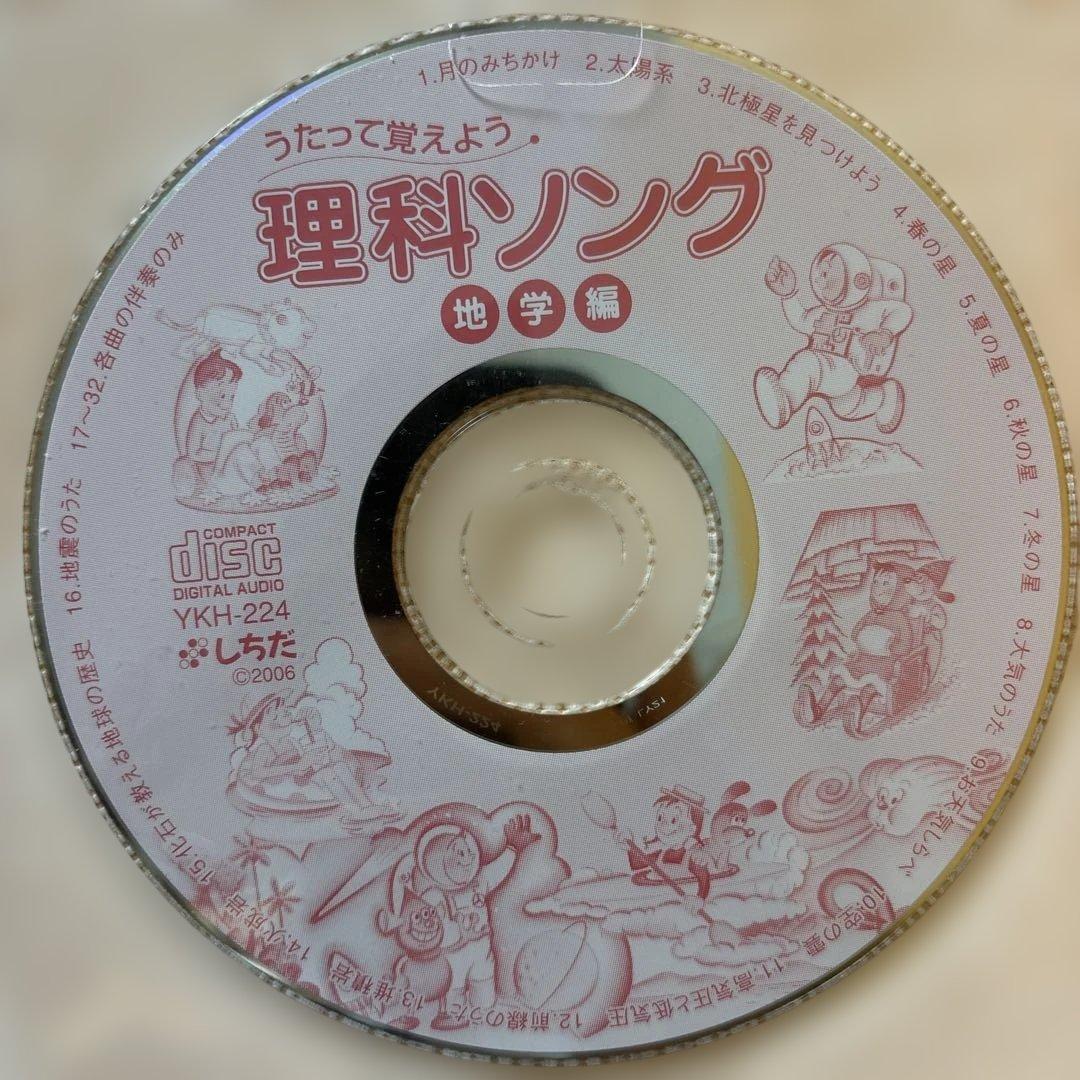 うたって覚えよう
理科ソング
地学編
1.月のみちかけ
2.太陽系
3.北極星を見つけよう
4.春の星
5.夏の星
6.秋の星
7.冬の星
8.大気のうた
9.お天気しらべ
10.空の雲
11.高気圧と低気圧
12.前線のうた
13.堆積岩
14.火成岩
15.化石が教える地球の歴史
16.地震のうた
17〜32.各曲の伴奏のみ
COMPACT
disc
DIGITAL AUDIO
YKH-224
しちだ
©2006
YKH-224